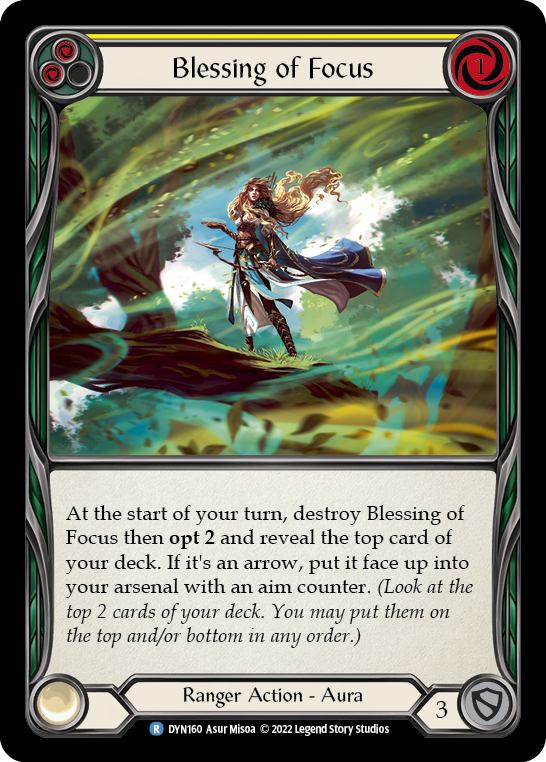 Blessing of Focus
1
At the start of your turn, destroy Blessing of
Focus then opt 2 and reveal the top card of
your deck. If it's an arrow, put it face up into
your arsenal with an aim counter. (Look at the
top 2 cards of your deck. You may put them on
the top and/or bottom in any order.)
Ranger Action - Aura
3
R DYN160 Asur Misoa © 2022 Legend Story Studios